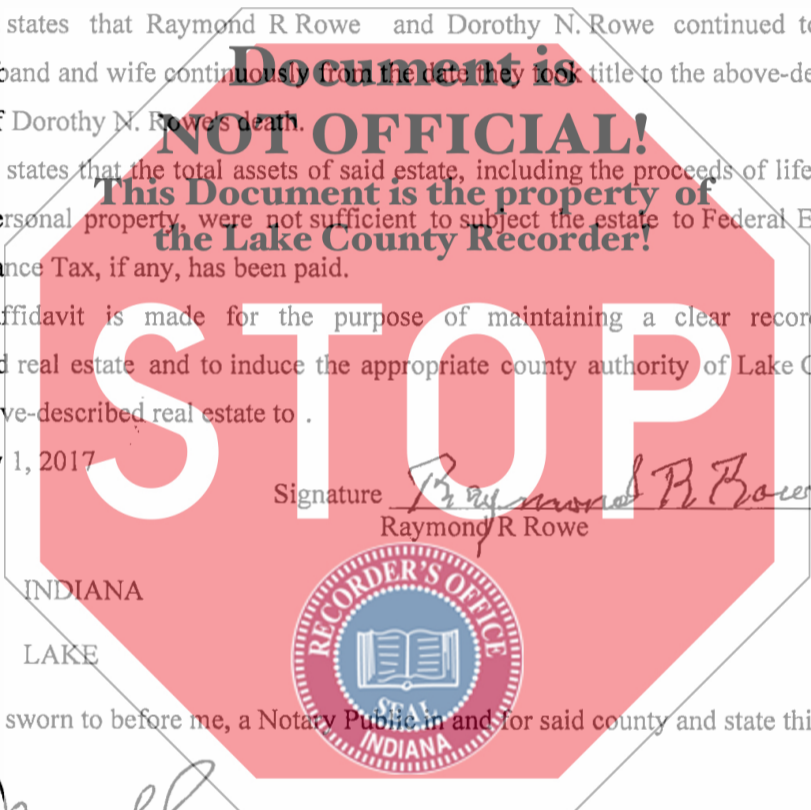 states that Raymond R Rowe and Dorothy N. Rowe continued to
band and wife continuously from the date they took title to the above-de
Document is
f Dorothy N. Rowe's death.
NOT OFFICIAL!
states that the total assets of said estate, including the proceeds of life
This Document is the property of
ersonal property, were not sufficient to subject the estate to Federal E
the Lake County Recorder!
nce Tax, if any, has been paid.
ffidavit is made for the purpose of maintaining a clear recor
d real estate and to induce the appropriate county authority of Lake C
ve-described real estate to .
STOP
1, 2017
Signature Raymond R Rowe
Raymond R Rowe
INDIANA
LAKE
RECORDER'S OFFICE
SEAL
INDIANA
sworn to before me, a Notary Public in and for said county and state thi